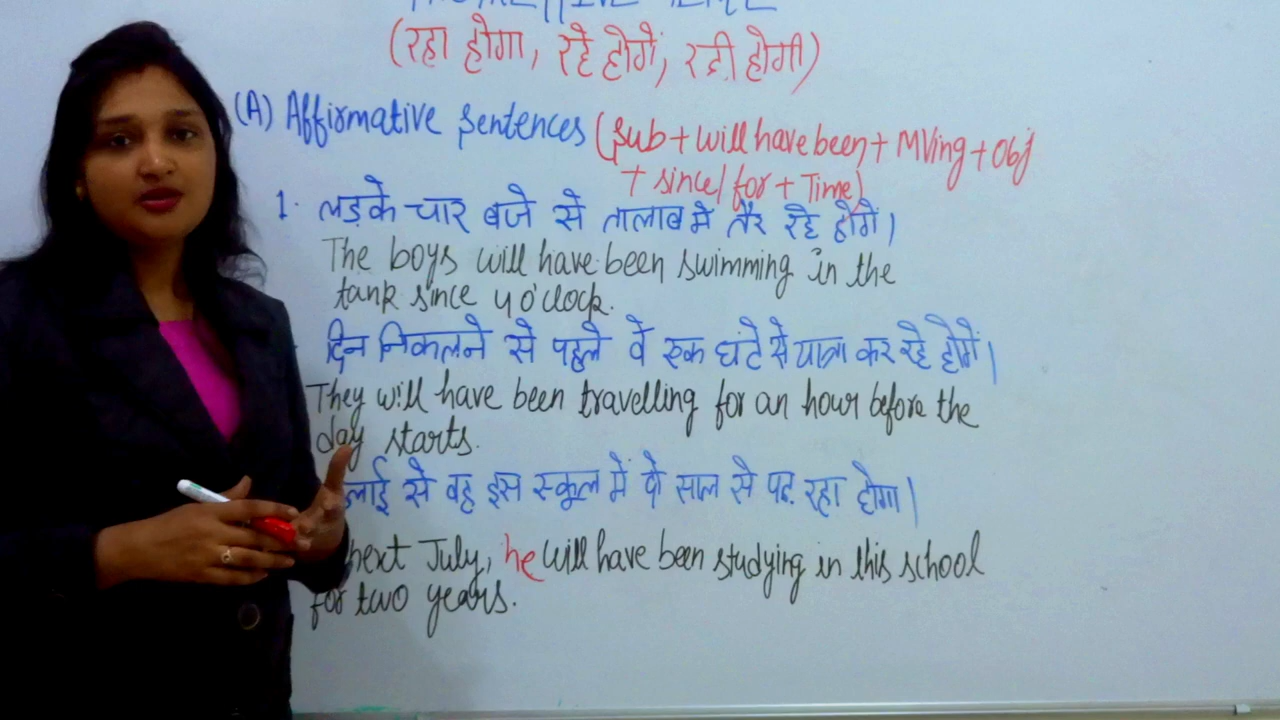 (रहा होगा, रहे होगें, रही होगी)
(A) Affirmative Sentences (Sub + will have been + MVing + Obj
+ since/for + Time)
1. लड़के चार बजे से तालाब में तैर रहे होगें।
The boys will have been swimming in the
tank since 4 o'clock.
दिन निकलने से पहले वे एक घंटे से यात्रा कर रहे होगें।
They will have been travelling for an hour before the
day starts.
से वह इस स्कूल में दो साल से पढ़ रहा होगा।
next July, he will have been studying in this school
for two years.